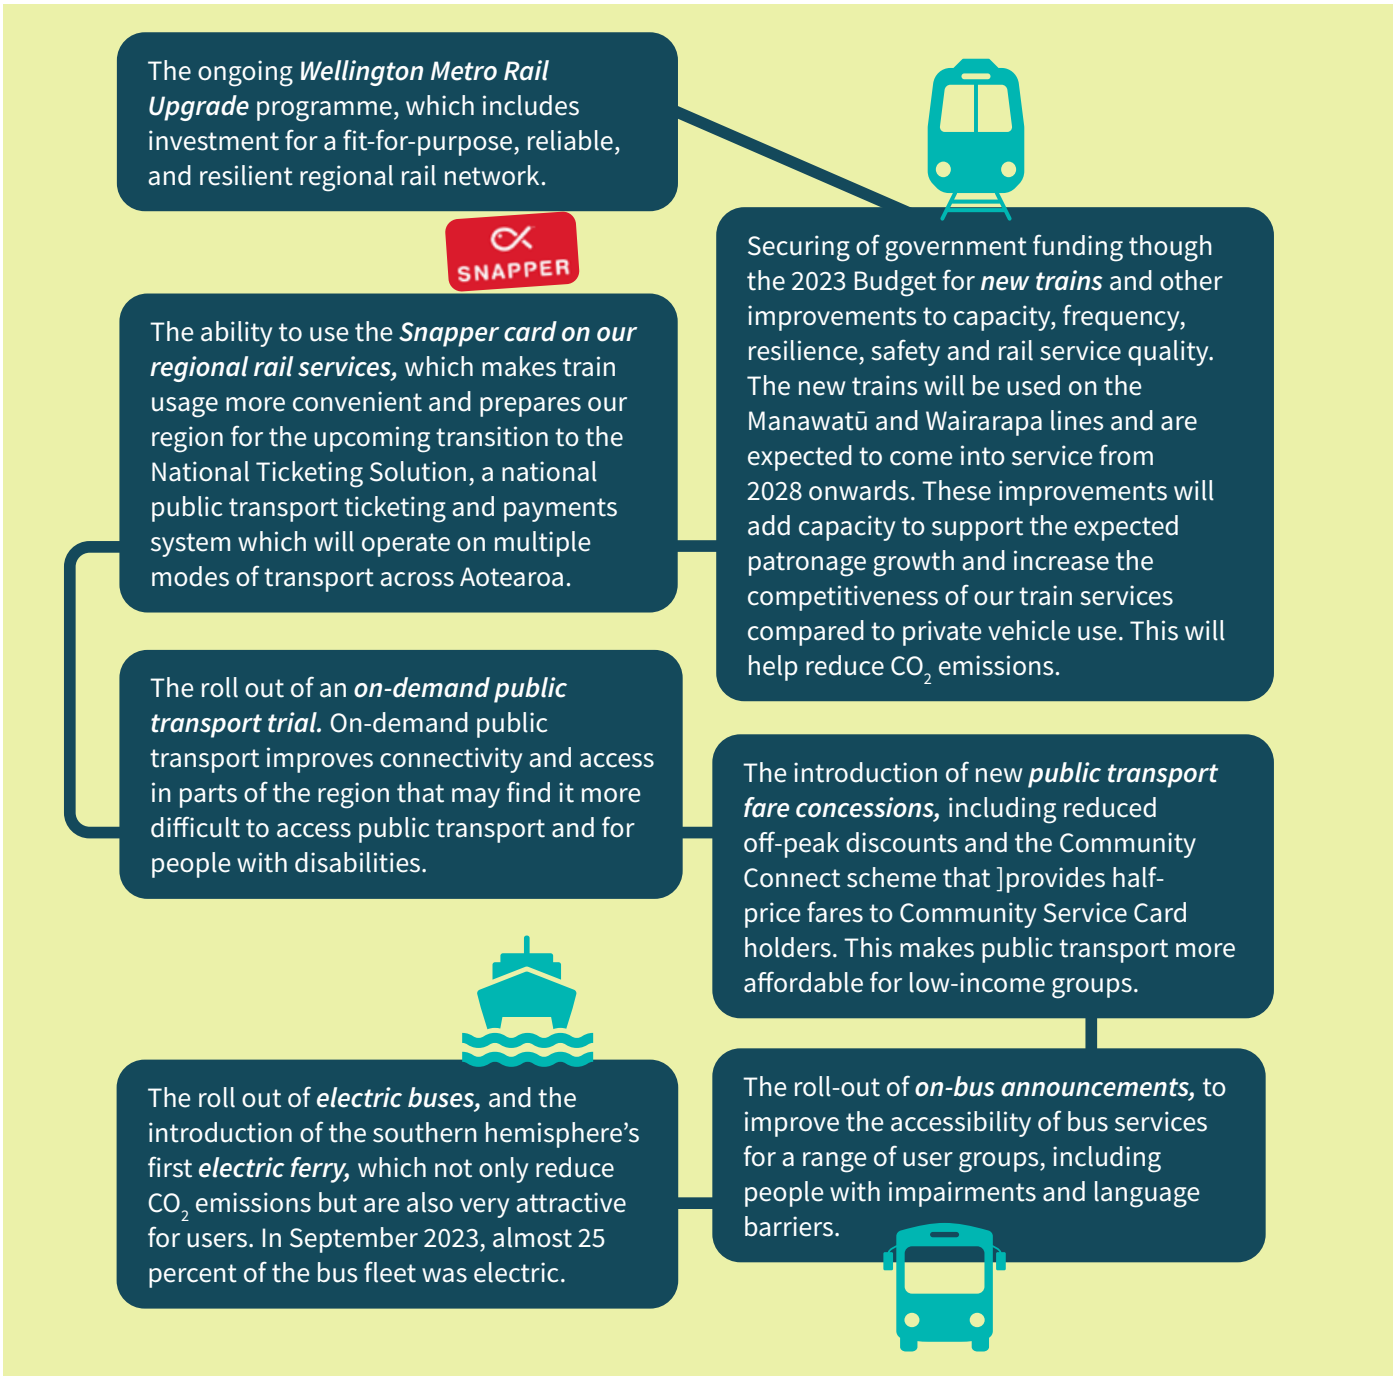 The ongoing Wellington Metro Rail
Upgrade programme, which includes
investment for a fit-for-purpose, reliable,
and resilient regional rail network.
Securing of government funding though
the 2023 Budget for new trains and other
improvements to capacity, frequency,
resilience, safety and rail service quality.
The new trains will be used on the
Manawatū and Wairarapa lines and are
expected to come into service from
2028 onwards. These improvements will
add capacity to support the expected
patronage growth and increase the
competitiveness of our train services
compared to private vehicle use. This will
help reduce CO₂ emissions.
SNAPPER
The ability to use the Snapper card on our
regional rail services, which makes train
usage more convenient and prepares our
region for the upcoming transition to the
National Ticketing Solution, a national
public transport ticketing and payments
system which will operate on multiple
modes of transport across Aotearoa.
The roll out of an on-demand public
transport trial. On-demand public
transport improves connectivity and access
in parts of the region that may find it more
difficult to access public transport and for
people with disabilities.
The introduction of new public transport
fare concessions, including reduced
off-peak discounts and the Community
Connect scheme that ]provides half-
price fares to Community Service Card
holders. This makes public transport more
affordable for low-income groups.
The roll-out of on-bus announcements, to
improve the accessibility of bus services
for a range of user groups, including
people with impairments and language
barriers.
The roll out of electric buses, and the
introduction of the southern hemisphere's
first electric ferry, which not only reduce
CO₂ emissions but are also very attractive
for users. In September 2023, almost 25
percent of the bus fleet was electric.